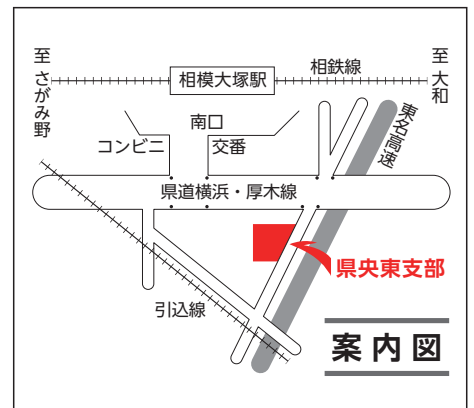 至 さがみ野
相模大塚駅
相鉄線
至 大和
南口
コンビニ
交番
東名高速
県道横浜・厚木線
県央東支部
引込線
案内図